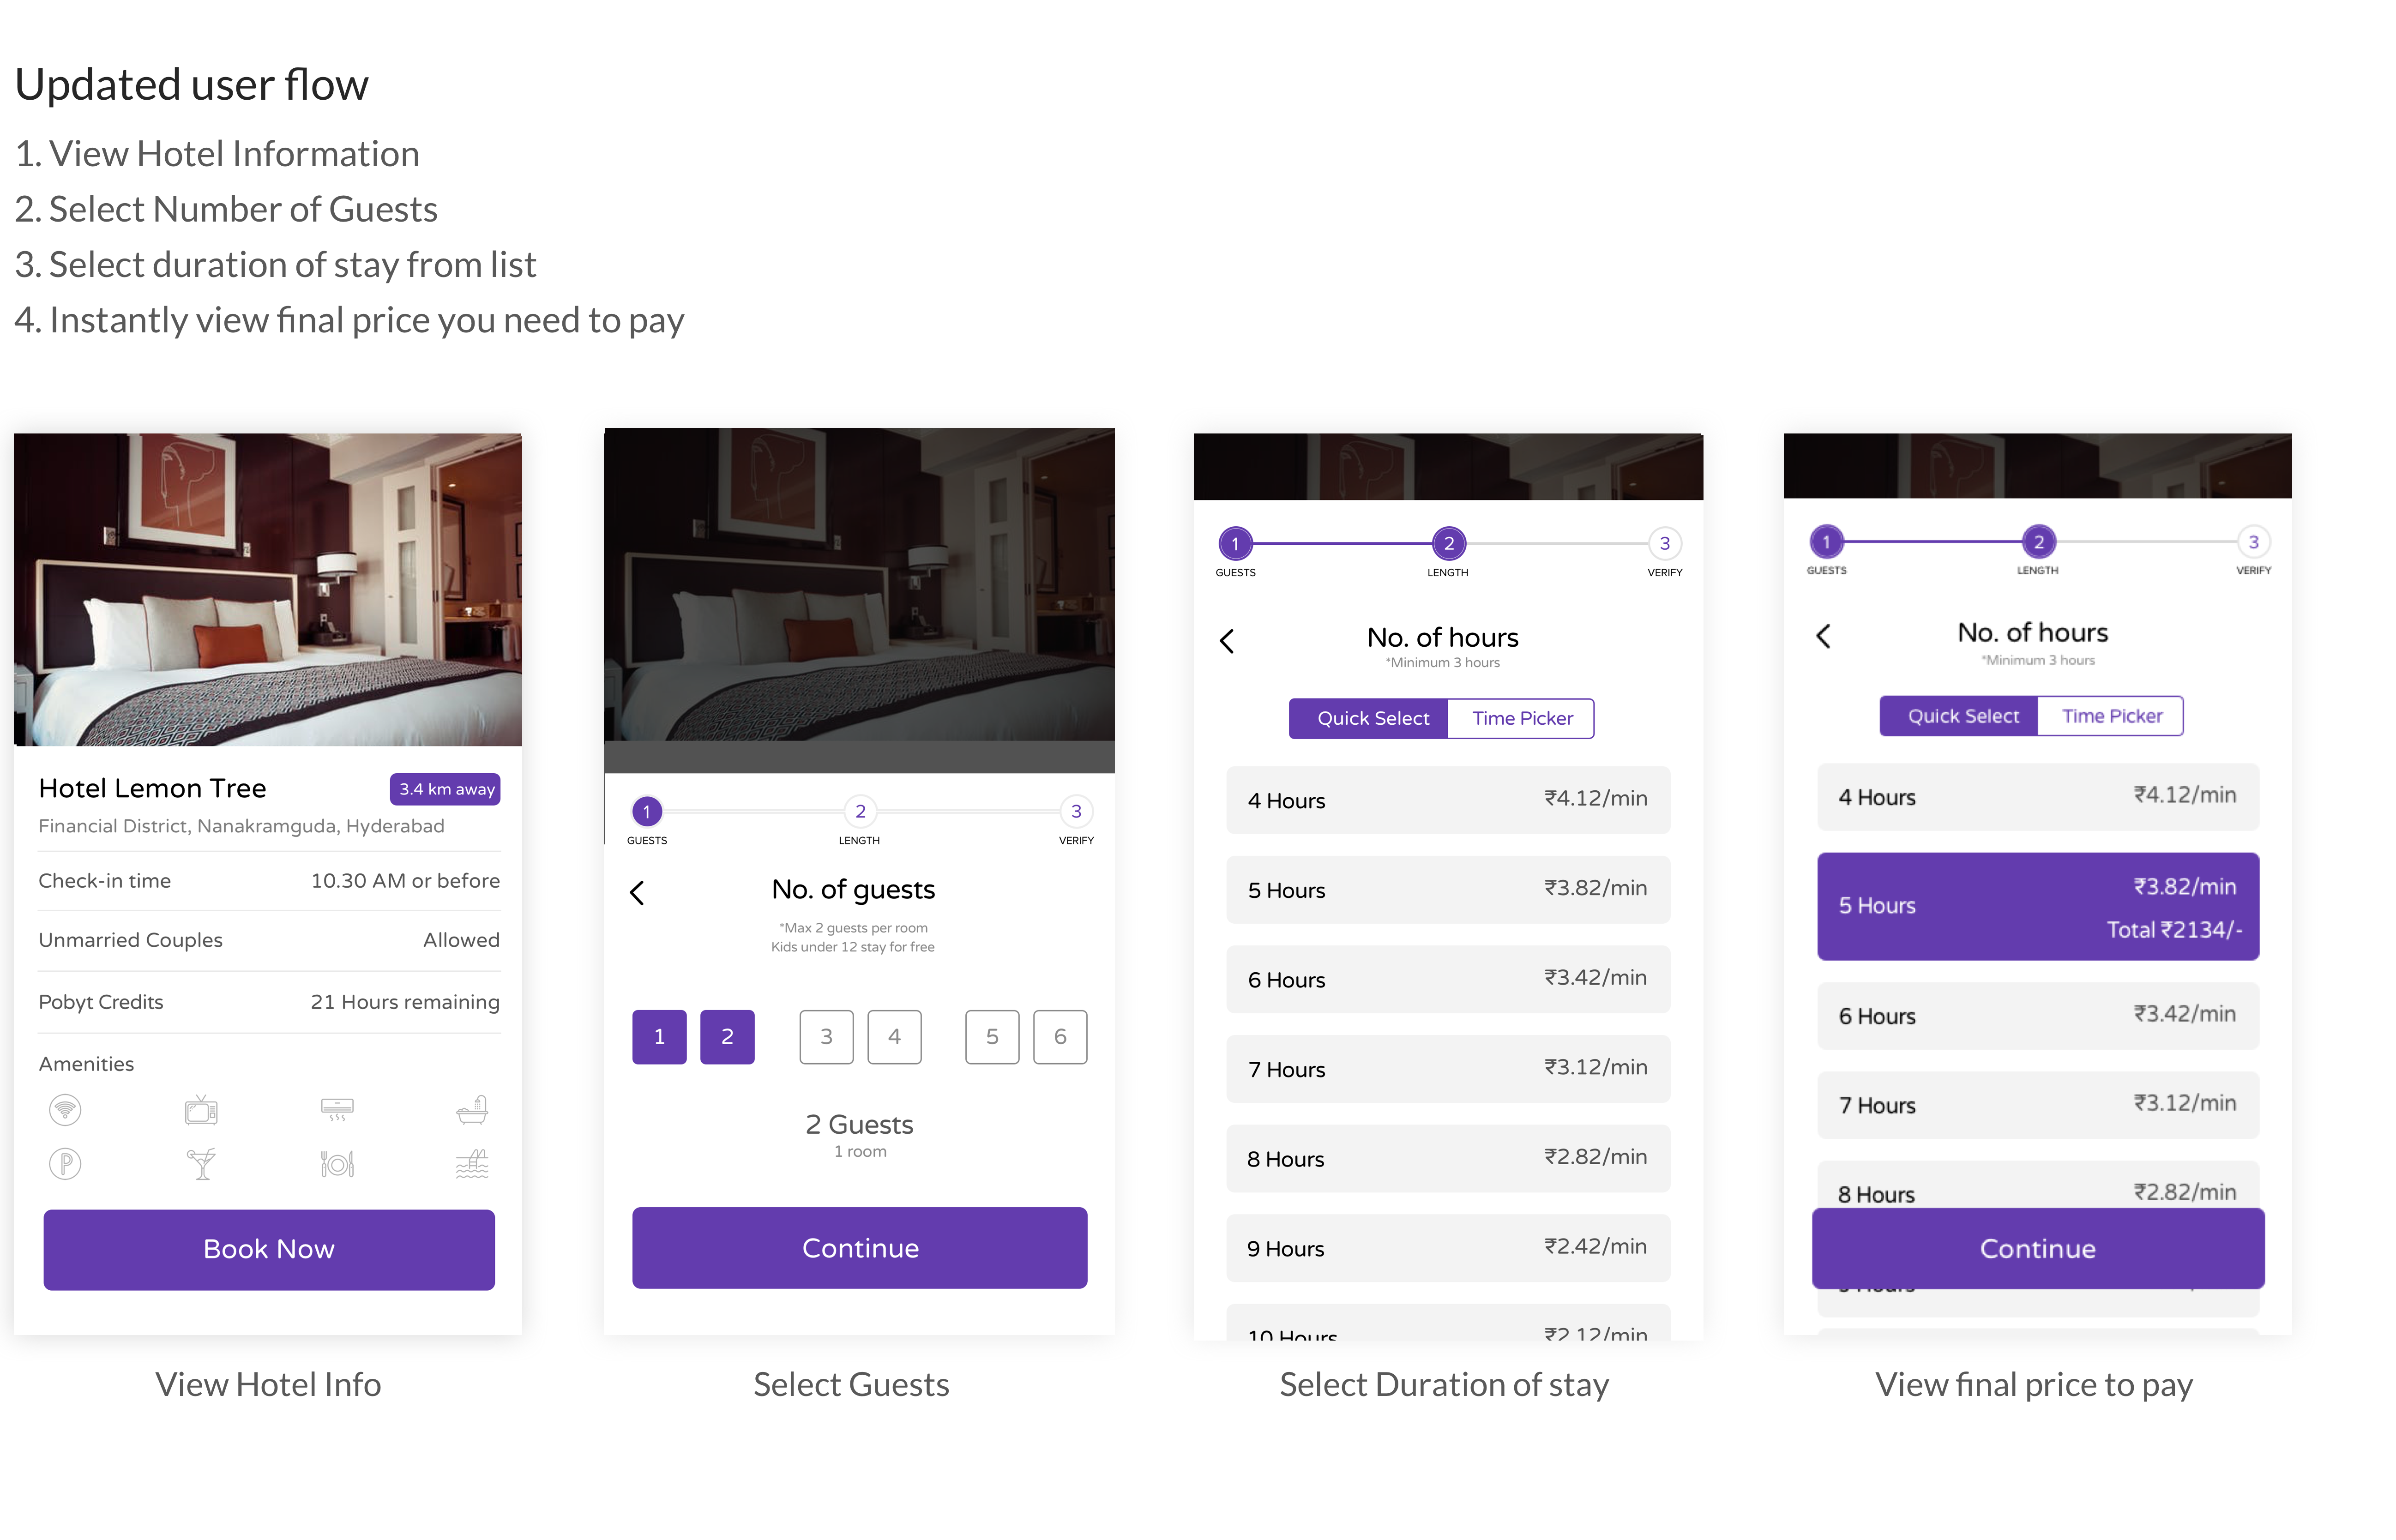 Updated user flow
1. View Hotel Information
2. Select Number of Guests
3. Select duration of stay from list
4. Instantly view final price you need to pay
Hotel Lemon Tree
3.4 km away
Financial District, Nanakramguda, Hyderabad
Check-in time 10.30 AM or before
Unmarried Couples Allowed
Pobyt Credits 21 Hours remaining
Amenities
P
Book Now
View Hotel Info
1 2 3
GUESTS LENGTH VERIFY
No. of guests
*Max 2 guests per room
Kids under 12 stay for free
1 2 3 4 5 6
2 Guests
1 room
Continue
Select Guests
1 2 3
GUESTS LENGTH VERIFY
No. of hours
*Minimum 3 hours
Quick Select Time Picker
4 Hours ₹4.12/min
5 Hours ₹3.82/min
6 Hours ₹3.42/min
7 Hours ₹3.12/min
8 Hours ₹2.82/min
9 Hours ₹2.42/min
10 Hours ₹2.12/min
Select Duration of stay
1 2 3
GUESTS LENGTH VERIFY
No. of hours
*Minimum 3 hours
Quick Select Time Picker
4 Hours ₹4.12/min
5 Hours ₹3.82/min
Total ₹2134/-
6 Hours ₹3.42/min
7 Hours ₹3.12/min
8 Hours ₹2.82/min
Continue
View final price to pay